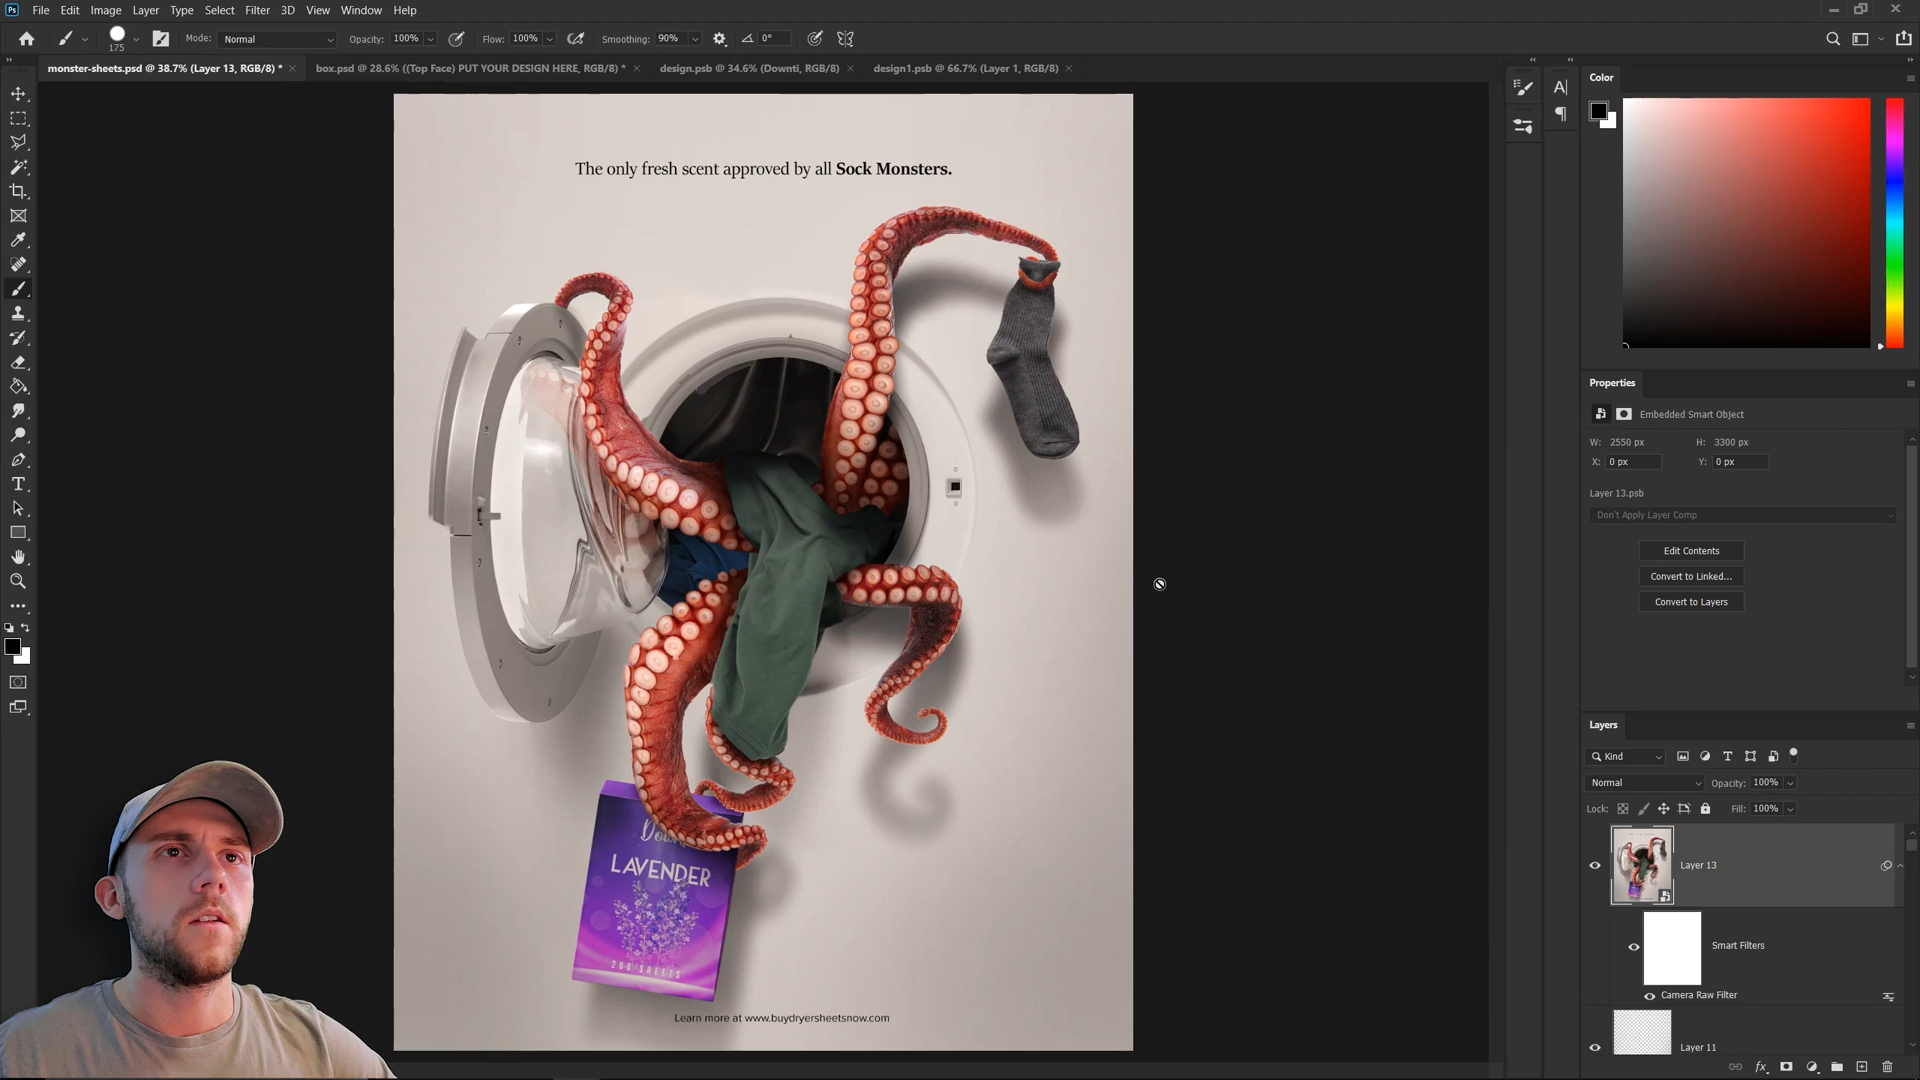 File Edit Image Layer Type Select Filter 3D View Window Help
175 Mode: Normal Opacity: 100% Flow: 100% Smoothing: 90% 0°
monster-sheets.psd @ 38.7% (Layer 13, RGB/8) * box.psd @ 28.6% ((Top Face) PUT YOUR DESIGN HERE, RGB/8) * design.psb @ 34.6% (Downti, RGB/8) design1.psb @ 66.7% (Layer 1, RGB/8)
The only fresh scent approved by all Sock Monsters.
LAVENDER
200 SHEETS
Learn more at www.buydryersheetsnow.com
Color
Properties
Embedded Smart Object
W: 2550 px H: 3300 px
X: 0 px Y: 0 px
Layer 13.psb
Don't Apply Layer Comp
Edit Contents
Convert to Linked...
Convert to Layers
Layers
Kind
Normal Opacity: 100%
Lock: Fill: 100%
Layer 13
Smart Filters
Camera Raw Filter
Layer 11